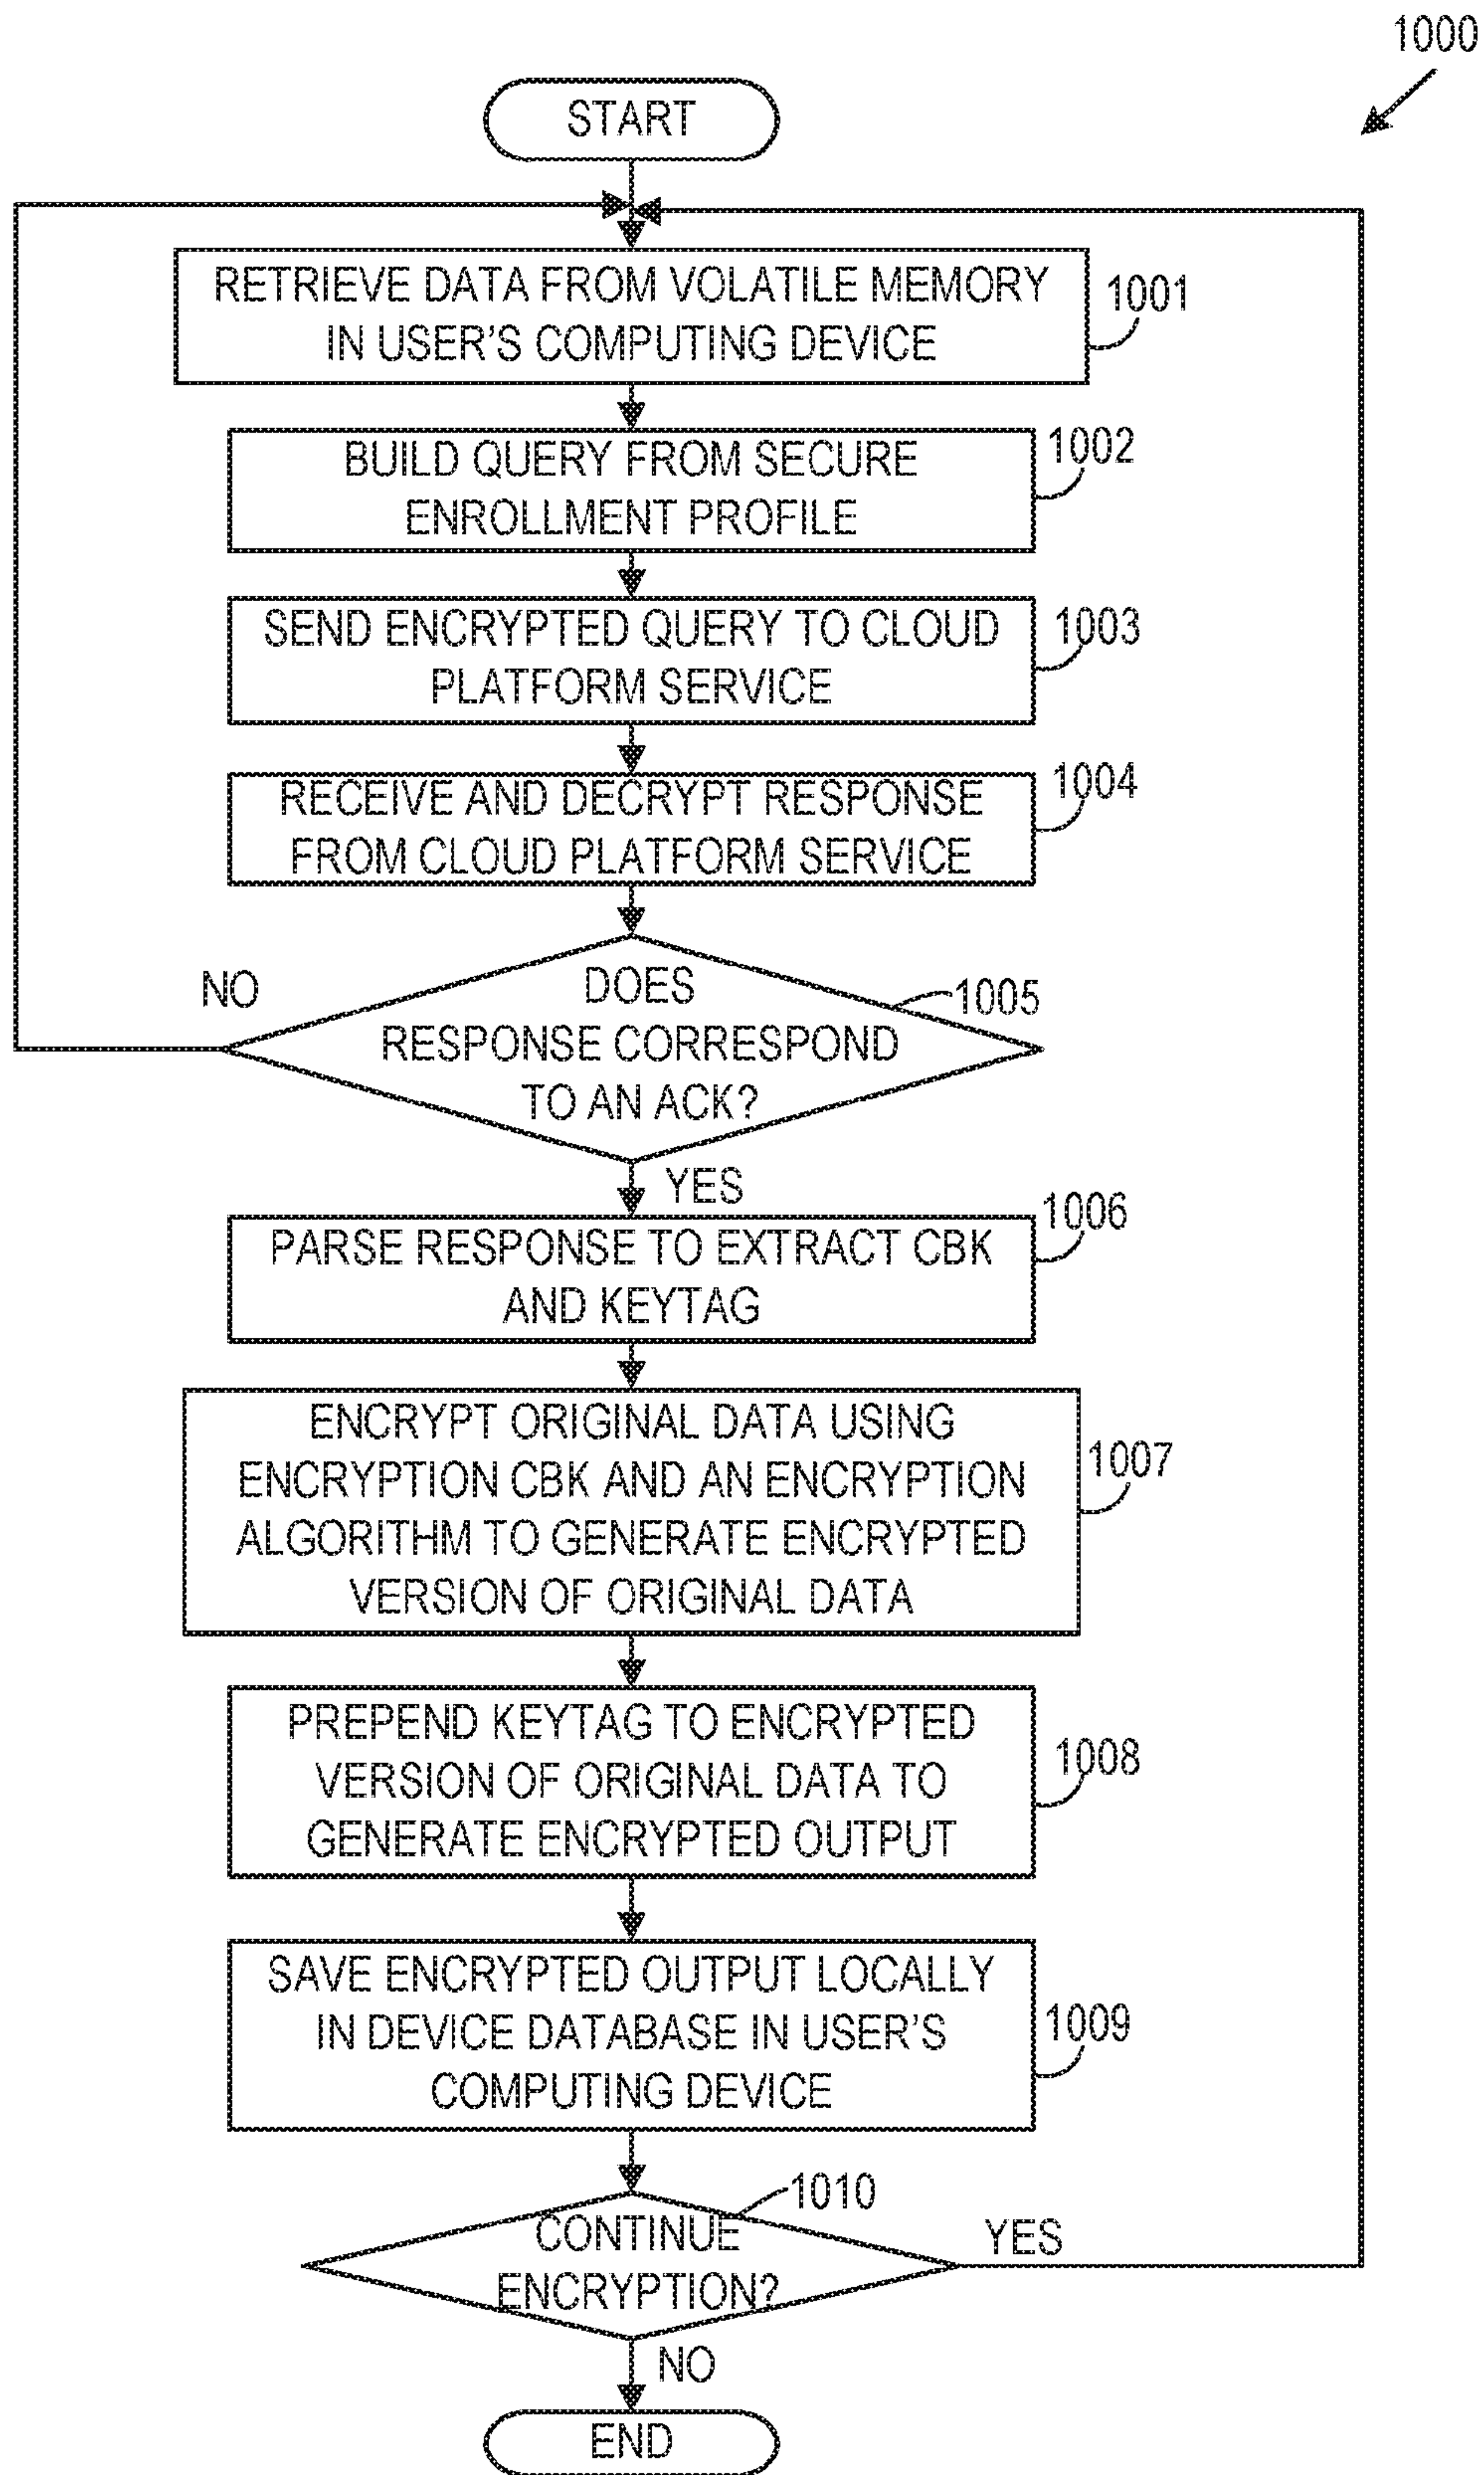 1000
START
RETRIEVE DATA FROM VOLATILE MEMORY
IN USER'S COMPUTING DEVICE
1001
BUILD QUERY FROM SECURE
ENROLLMENT PROFILE
1002
SEND ENCRYPTED QUERY TO CLOUD
PLATFORM SERVICE
1003
RECEIVE AND DECRYPT RESPONSE
FROM CLOUD PLATFORM SERVICE
1004
NO
DOES
RESPONSE CORRESPOND
TO AN ACK?
1005
YES
PARSE RESPONSE TO EXTRACT CBK
AND KEYTAG
1006
ENCRYPT ORIGINAL DATA USING
ENCRYPTION CBK AND AN ENCRYPTION
ALGORITHM TO GENERATE ENCRYPTED
VERSION OF ORIGINAL DATA
1007
PREPEND KEYTAG TO ENCRYPTED
VERSION OF ORIGINAL DATA TO
GENERATE ENCRYPTED OUTPUT
1008
SAVE ENCRYPTED OUTPUT LOCALLY
IN DEVICE DATABASE IN USER'S
COMPUTING DEVICE
1009
1010
CONTINUE
ENCRYPTION?
YES
NO
END